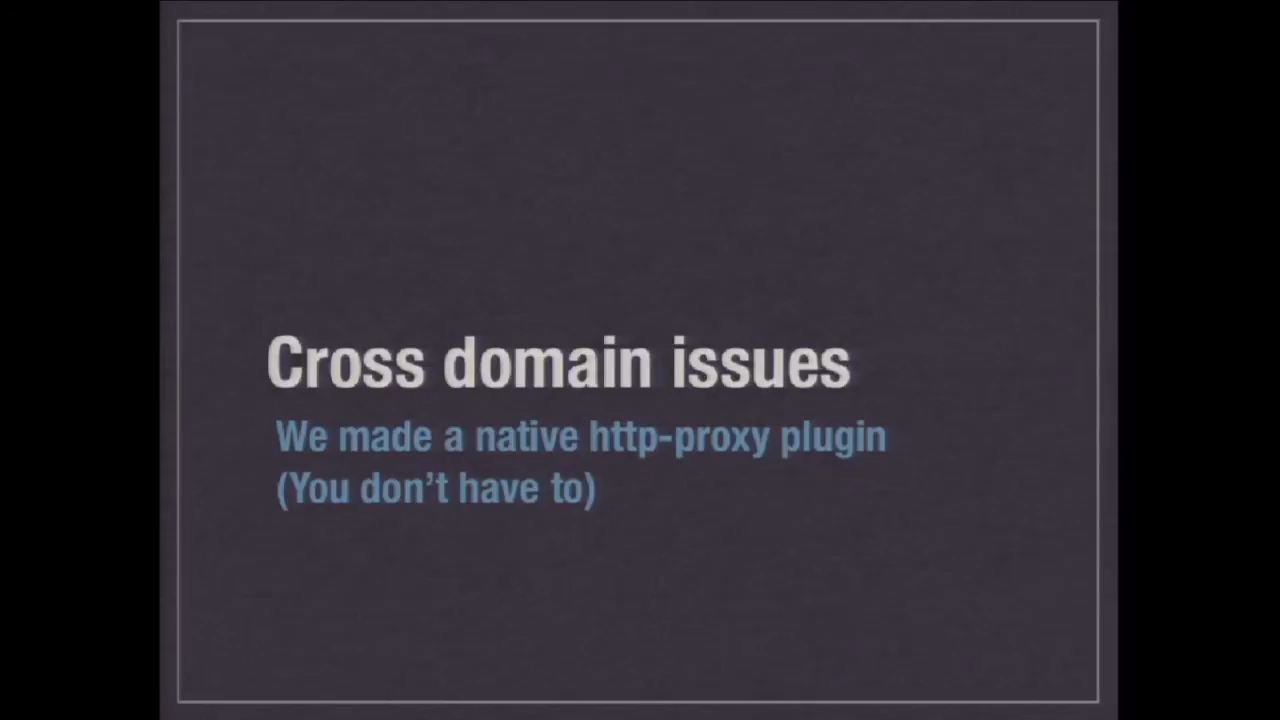 Cross domain issues
We made a native http-proxy plugin
(You don’t have to)